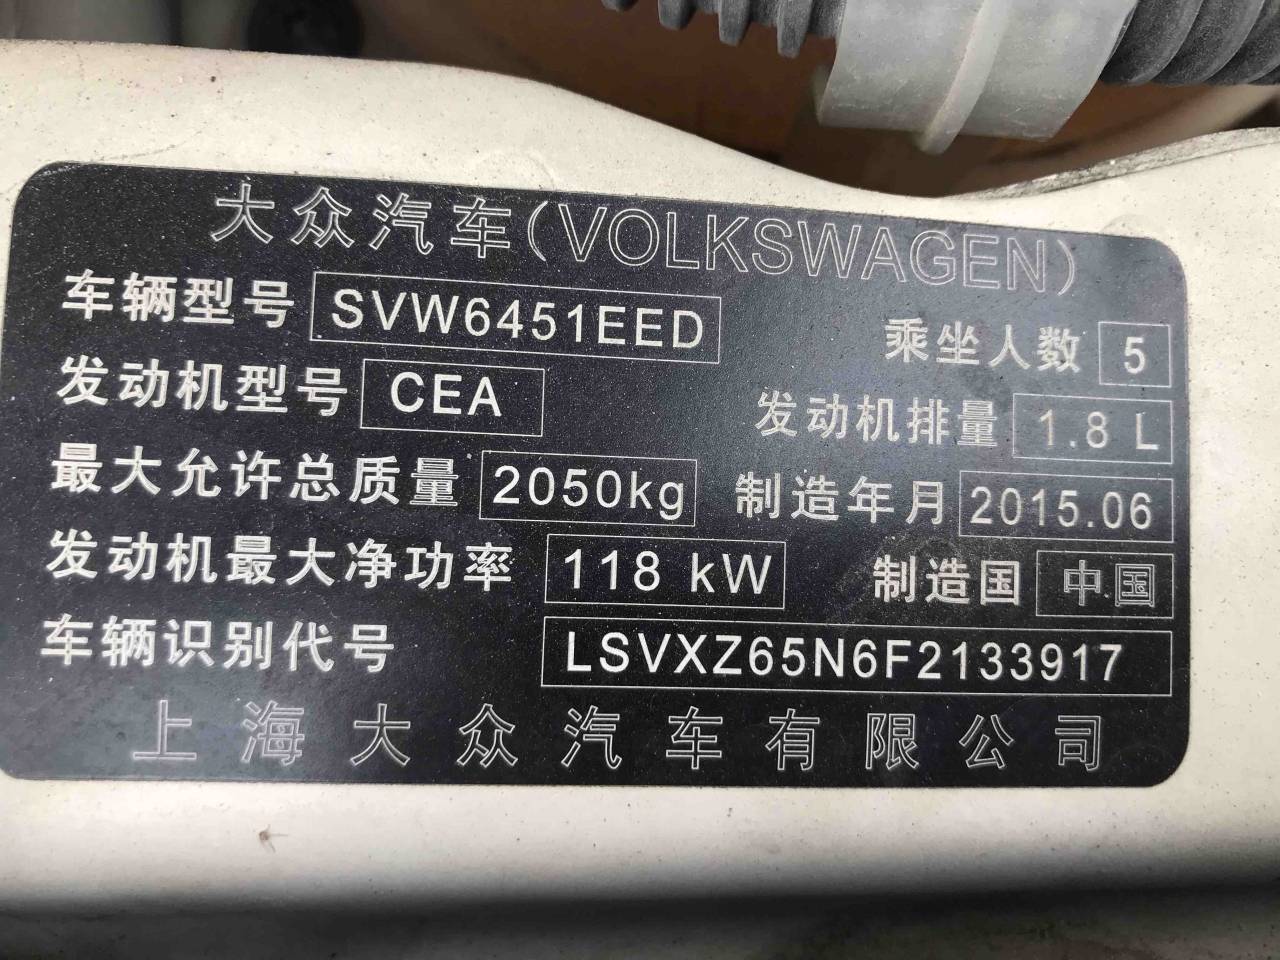 大众汽车(VOLKSWAGEN)
车辆型号 SVW6451EED 乘坐人数 5
发动机型号 CEA 发动机排量 1.8 L
最大允许总质量 2050kg 制造年月 2015.06
发动机最大净功率 118 kW 制造国 中国
车辆识别代号 LSVXZ65N6F2133917
上海大众汽车有限公司